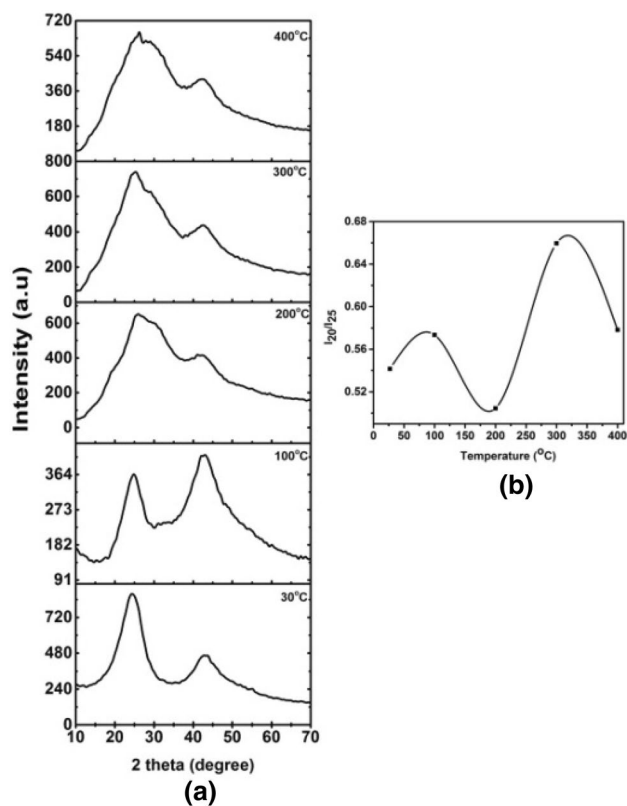 720
540
360
180
400°C
800
600
400
200
0
300°C
600
400
200
0
200°C
364
273
182
91
100°C
720
480
240
0
30°C
10 20 30 40 50 60 70
Intensity (a.u)
2 theta (degree)
(a)
0.68
0.64
0.60
0.56
0.52
I20/I25
0 50 100 150 200 250 300 350 400
Temperature (°C)
(b)